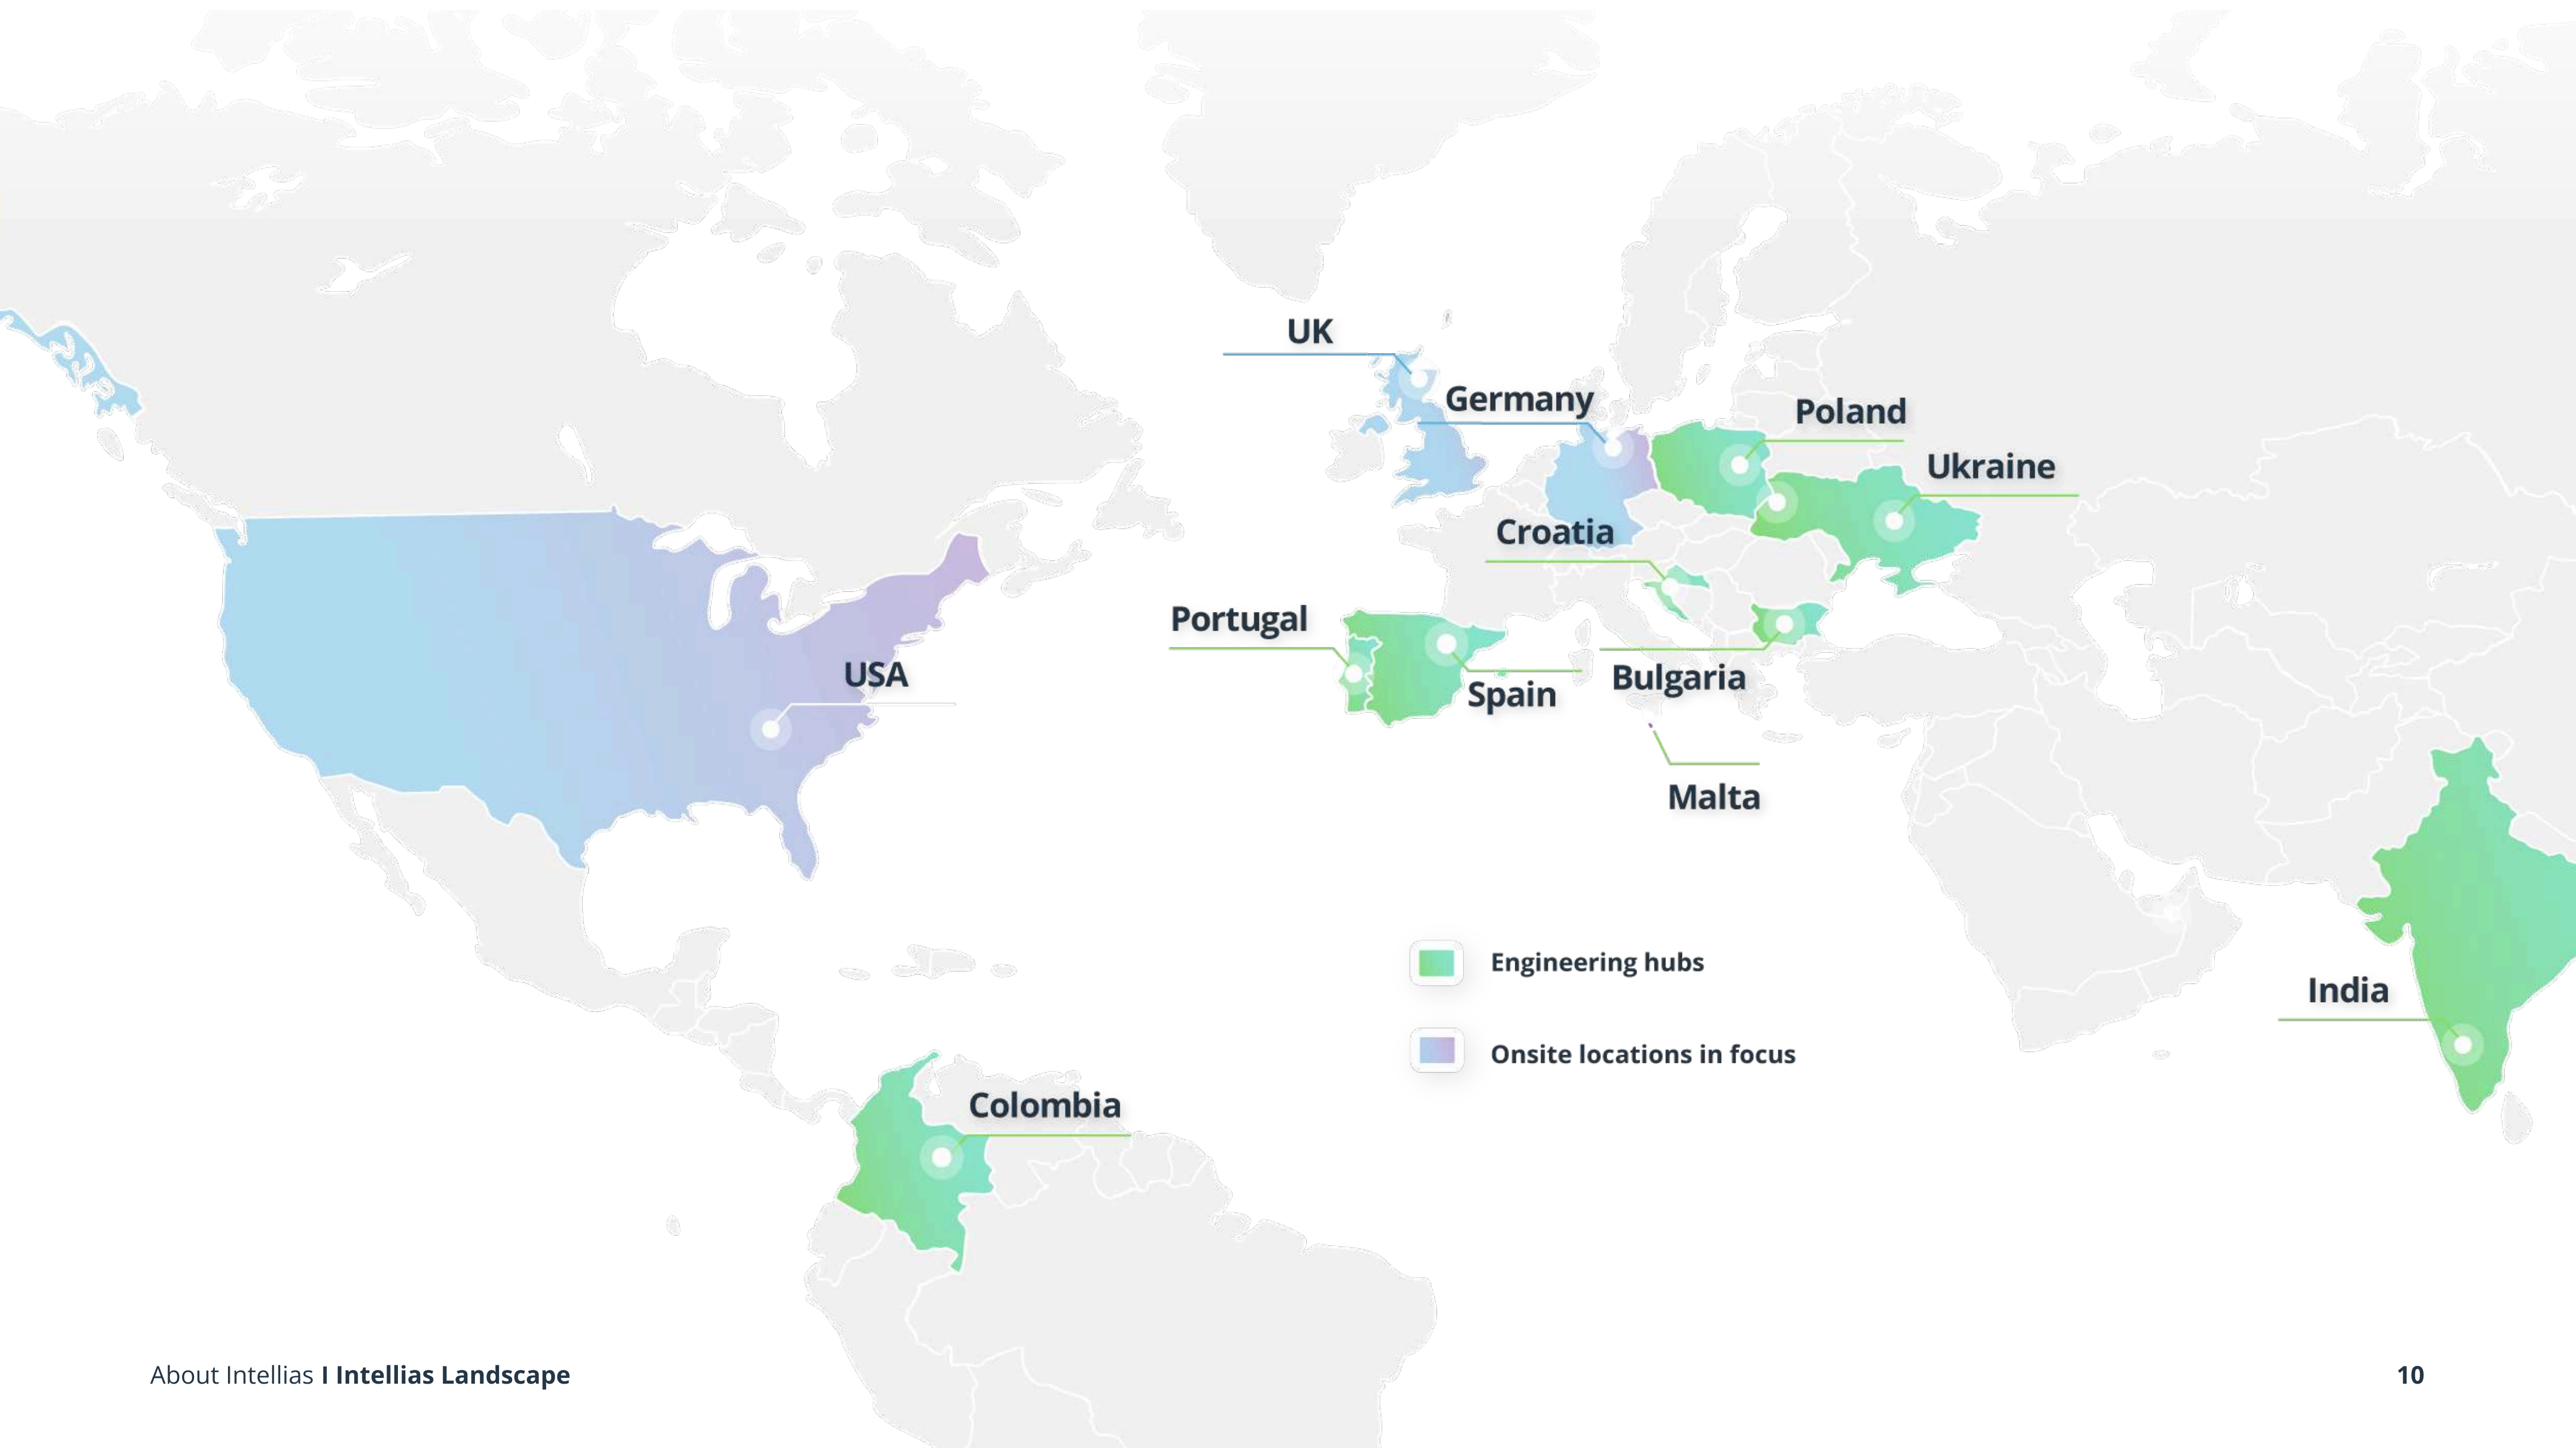 UK
Germany
Poland
Ukraine
Croatia
Portugal
USA
Spain
Bulgaria
Malta
Engineering hubs
India
Onsite locations in focus
Colombia
About Intellias I Intellias Landscape
10